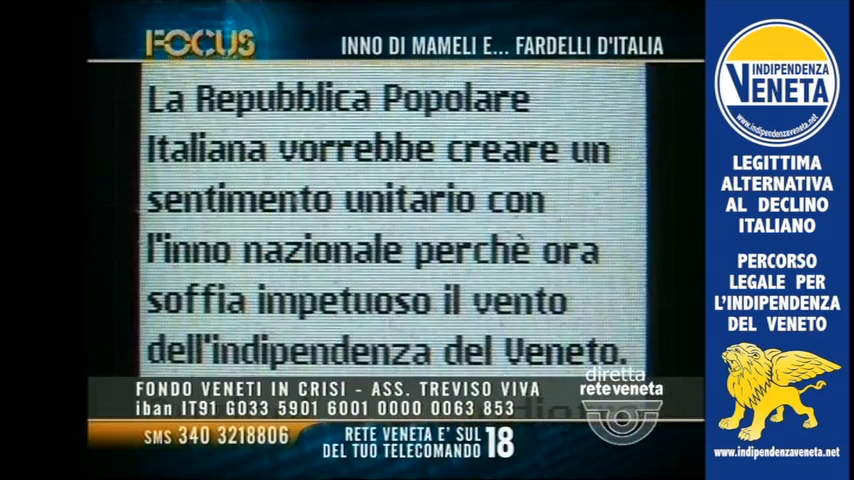 FOCUS
INNO DI MAMELI E... FARDELLI D'ITALIA
La Repubblica Popolare
Italiana vorrebbe creare un
sentimento unitario con
l'inno nazionale perchè ora
soffia impetuoso il vento
dell'indipendenza del Veneto.
diretta
reteveneta
FONDO VENETI IN CRISI - ASS. TREVISO VIVA
iban IT91 G033 5901 6001 0000 0063 853
SMS 340 3218806
RETE VENETA E' SUL
DEL TUO TELECOMANDO 18
INDIPENDENZA
VENETA
www.indipendenzaveneta.net
LEGITTIMA
ALTERNATIVA
AL DECLINO
ITALIANO
PERCORSO
LEGALE PER
L'INDIPENDENZA
DEL VENETO
www.indipendenzaveneta.net